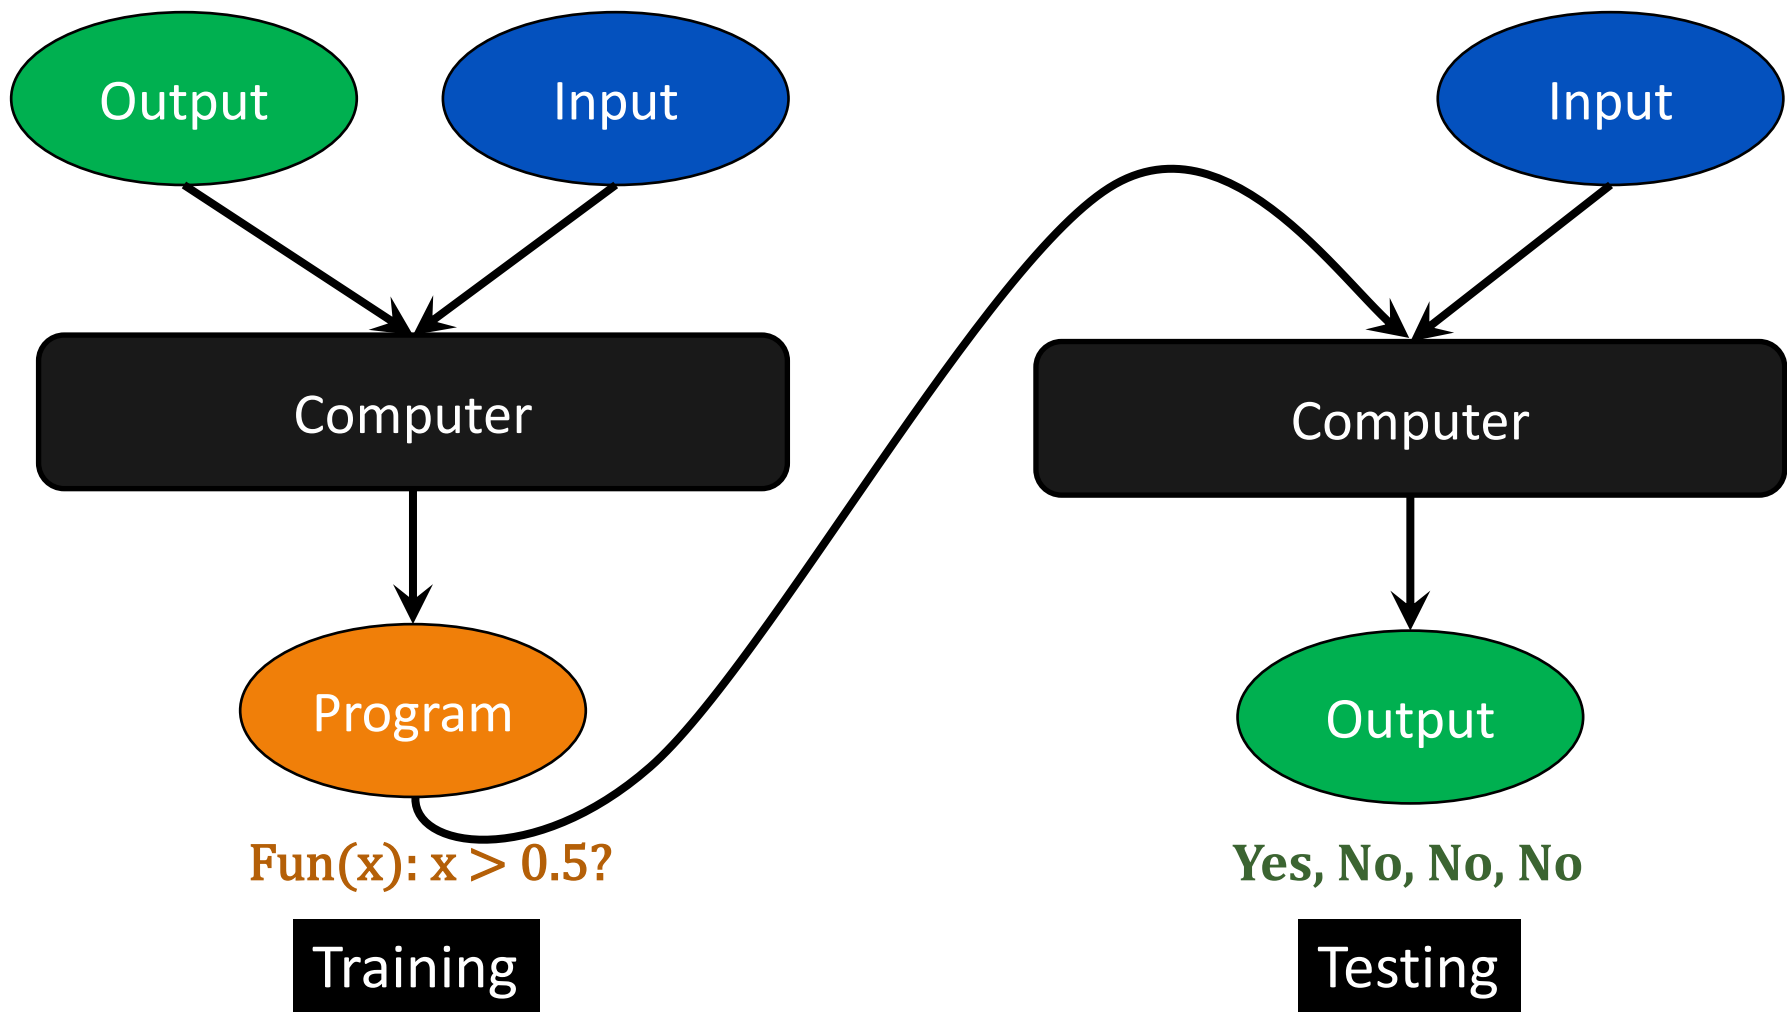 Output
Input
Input
Computer
Computer
Program
Output
Fun(x): x > 0.5?
Yes, No, No, No
Training
Testing